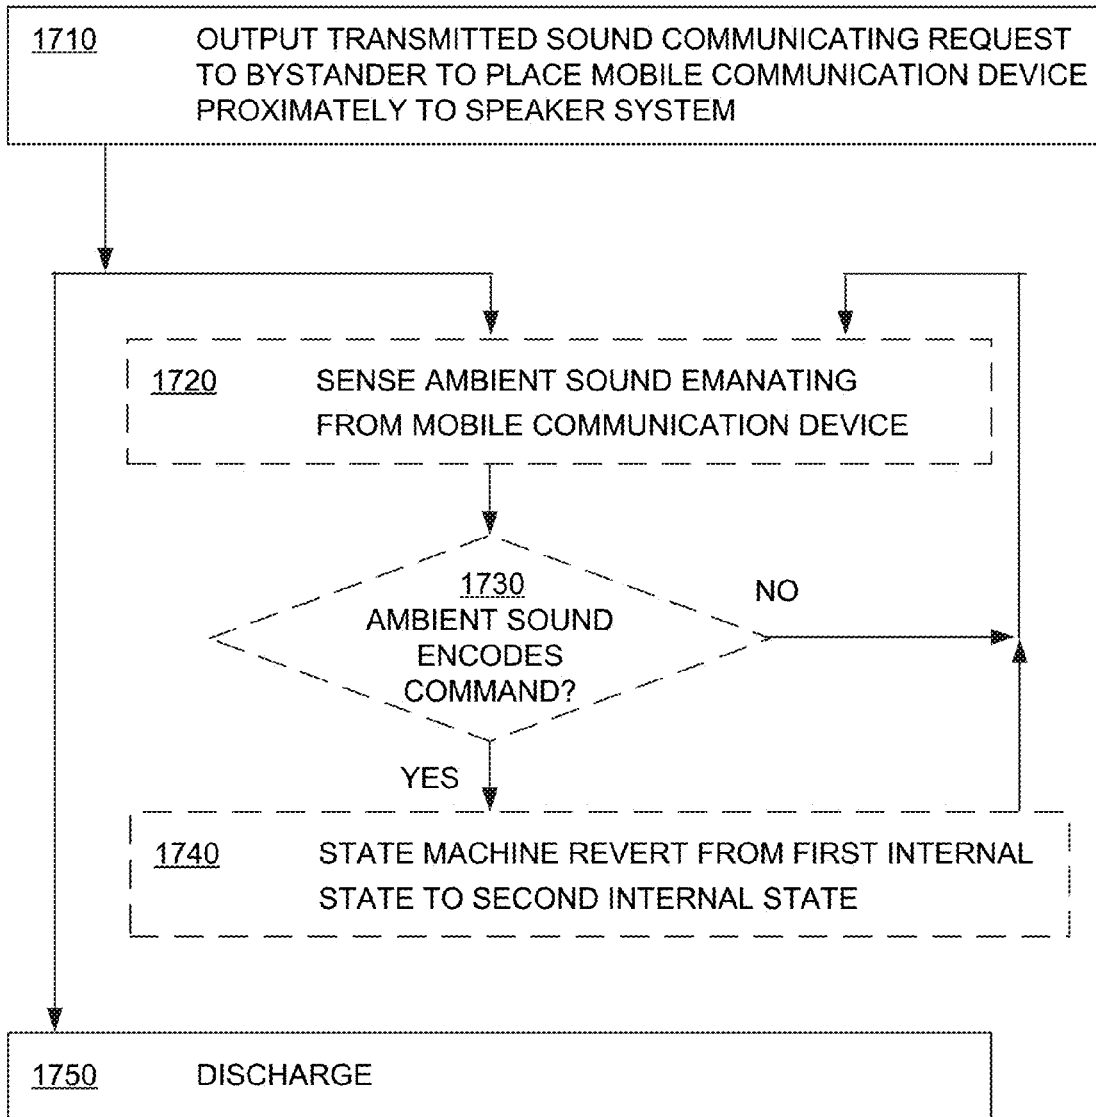 1710 OUTPUT TRANSMITTED SOUND COMMUNICATING REQUEST
TO BYSTANDER TO PLACE MOBILE COMMUNICATION DEVICE
PROXIMATELY TO SPEAKER SYSTEM
1720 SENSE AMBIENT SOUND EMANATING
FROM MOBILE COMMUNICATION DEVICE
1730
AMBIENT SOUND
ENCODES
COMMAND?
NO
YES
1740 STATE MACHINE REVERT FROM FIRST INTERNAL
STATE TO SECOND INTERNAL STATE
1750 DISCHARGE